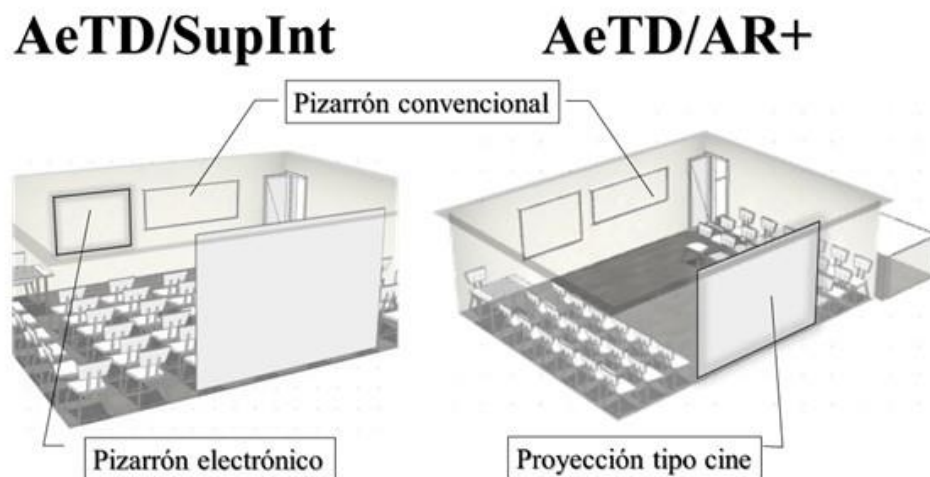 AeTD/SupInt
AeTD/AR+
Pizarrón convencional
Pizarrón electrónico
Proyección tipo cine